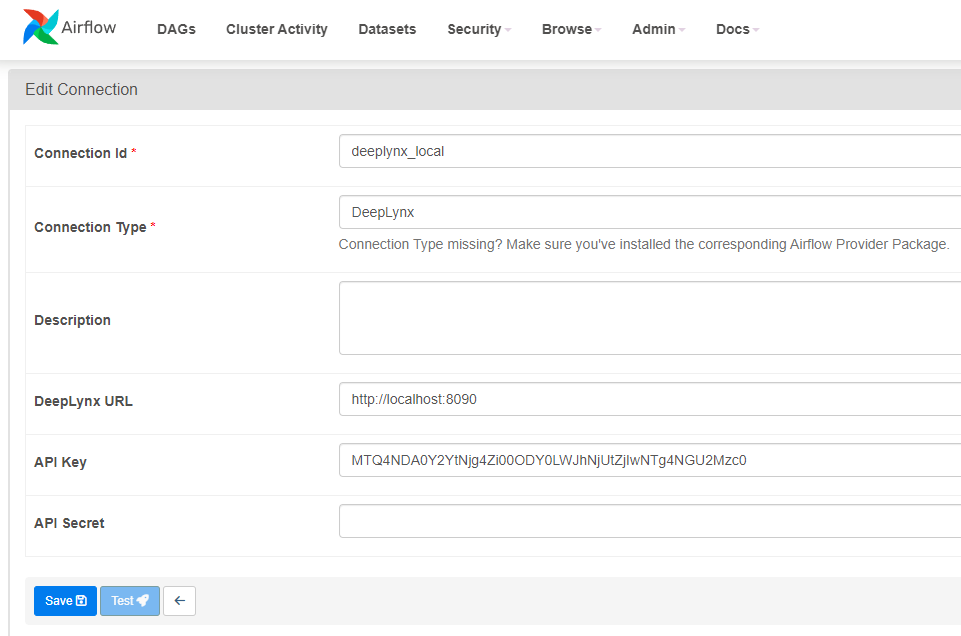 Airflow DAGs Cluster Activity Datasets Security Browse Admin Docs
Edit Connection
Connection Id *
deeplynx_local
Connection Type *
DeepLynx
Connection Type missing? Make sure you've installed the corresponding Airflow Provider Package.
Description
DeepLynx URL
http://localhost:8090
API Key
MTQ4NDA0Y2YtNjg4Zi00ODY0LWJhNjUtZjIwNTg4NGU2Mzc0
API Secret
Save Test